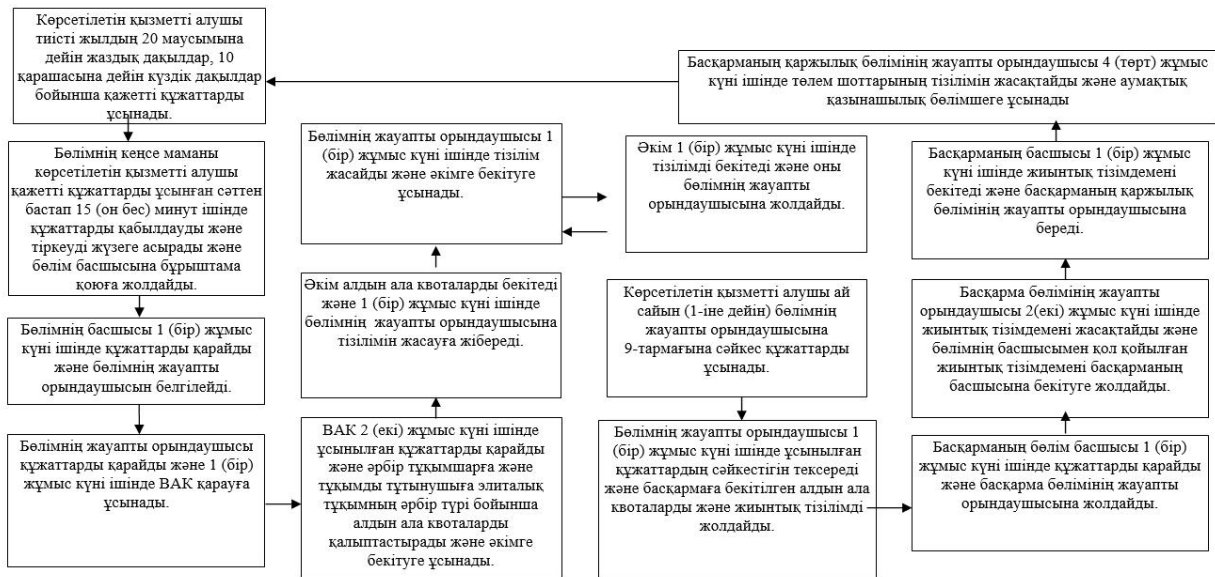 Көрсетілетін қызметті алушы
тиісті жылдың 20 маусымына
дейін жаздық дақылдар, 10
қарашасына дейін күздік дақылдар
бойынша қажетті құжаттарды
ұсынады.
Бөлімнің кеңсе маманы
көрсетілетін қызметті алушы
қажетті құжаттарды ұсынған сәттен
бастап 15 (он бес) минут ішінде
құжаттарды қабылдауды және
тіркеуді жүзеге асырады және
бөлім басшысына бұрыштама
қоюға жолдайды.
Бөлімнің басшысы 1 (бір) жұмыс
күні ішінде құжаттарды қарайды
және бөлімнің жауапты
орындаушысын белгілейді.
Бөлімнің жауапты орындаушысы
құжаттарды қарайды және 1 (бір)
жұмыс күні ішінде ВАК қарауға
ұсынады.
ВАК 2 (екі) жұмыс күні ішінде
ұсынылған құжаттарды қарайды
және әрбір тұқымшарға және
тұқымды тұтынушыға элиталық
тұқымның әрбір түрі бойынша
алдын ала квоталарды
қалыптастырады және әкімге
бекітуге ұсынады.
Әкім алдын ала квоталарды бекітеді
және 1 (бір) жұмыс күні ішінде
бөлімнің жауапты орындаушысына
тізілімін жасауға жібереді.
Бөлімнің жауапты орындаушысы 1
(бір) жұмыс күні ішінде тізілім
жасайды және әкімге бекітуге
ұсынады.
Әкім 1 (бір) жұмыс күні ішінде
тізілімді бекітеді және оны
бөлімнің жауапты
орындаушысына жолдайды.
Көрсетілетін қызметті алушы ай
сайын (1-іне дейін) бөлімнің
жауапты орындаушысына
9-тармағына сәйкес құжаттарды
ұсынады.
Бөлімнің жауапты орындаушысы 1
(бір) жұмыс күні ішінде ұсынылған
құжаттардың сәйкестігін тексереді
және басқармаға бекітілген алдын ала
квоталарды және жиынтық тізілімді
жолдайды.
Басқарманың бөлім басшысы 1 (бір)
жұмыс күні ішінде құжаттарды қарайды
және басқарма бөлімінің жауапты
орындаушысына жолдайды.
Басқарма бөлімінің жауапты
орындаушысы 2(екі) жұмыс күні ішінде
жиынтық тізімдемені жасақтайды және
бөлімнің басшысымен қол қойылған
жиынтық тізімдемені басқарманың
басшысына бекітуге жолдайды.
Басқарманың басшысы 1 (бір) жұмыс
күні ішінде жиынтық тізімдемені
бекітеді және басқарманың қаржылық
бөлімінің жауапты орындаушысына
береді.
Басқарманың қаржылық бөлімінің жауапты орындаушысы 4 (төрт) жұмыс
күні ішінде төлем шоттарының тізілімін жасақтайды және аумақтық
қазынашылық бөлімшеге ұсынады